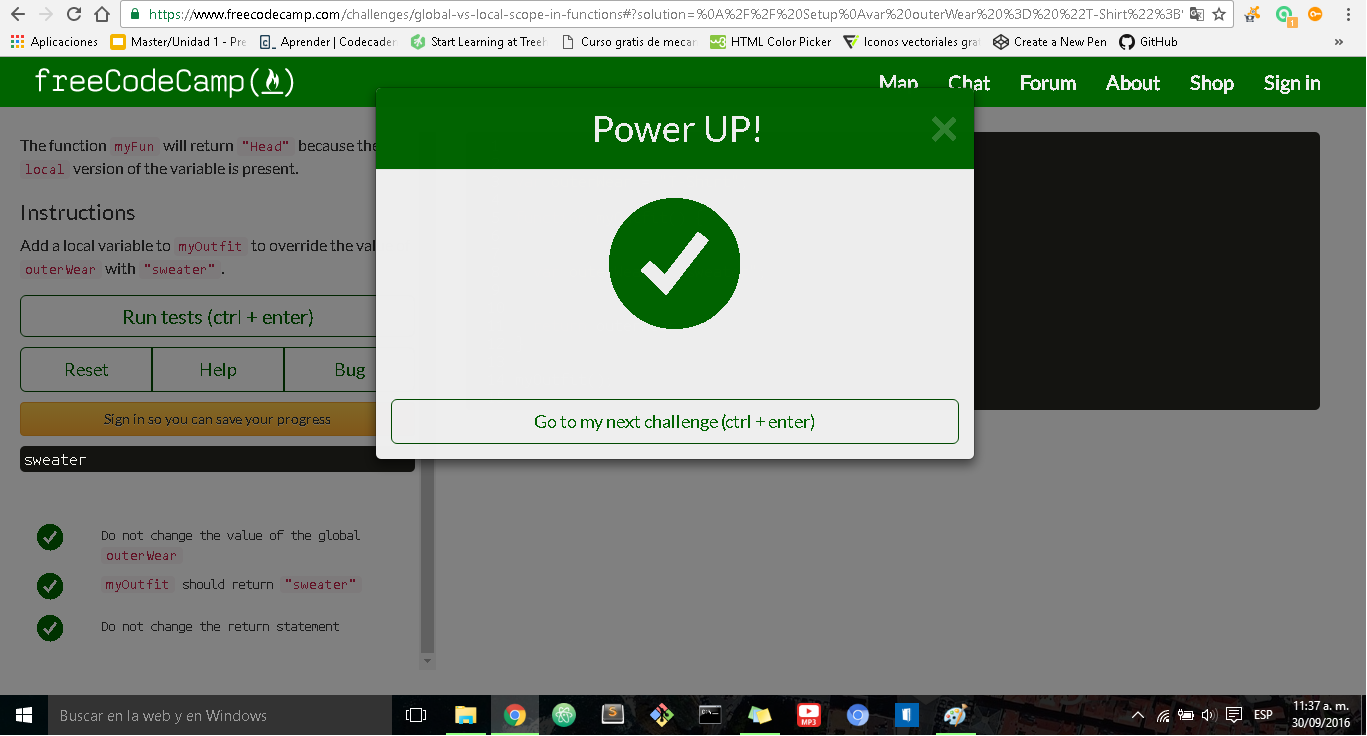 https://www.freecodecamp.com/challenges/global-vs-local-scope-in-functions#?solution=%0A%2F%2F%20Setup%0Avar%20outerWear%20%3D%20%22T-Shirt%22%3B
Aplicaciones Master/Unidad 1 - Pre Aprender | Codecader Start Learning at Treeh Curso gratis de mecan HTML Color Picker Iconos vectoriales gra Create a New Pen GitHub »
freeCodeCamp Map Chat Forum About Shop Sign in
Power UP!
The function myFun will return "Head" because the
local version of the variable is present.
Instructions
Add a local variable to myOutfit to override the val
outerWear with "sweater" .
Run tests (ctrl + enter)
Reset Help Bug
Sign in so you can save your progress
Go to my next challenge (ctrl + enter)
sweater
Do not change the value of the global
outerWear
myOutfit should return "sweater"
Do not change the return statement
Buscar en la web y en Windows
MP3
ESP
11:37 a. m.
30/09/2016